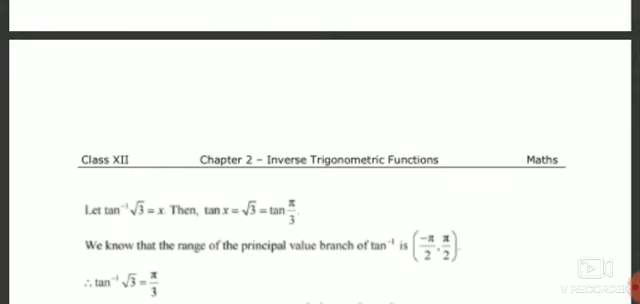 Class XII Chapter 2 – Inverse Trigonometric Functions Maths
Let tan⁻¹√3 = x. Then, tan x = √3 = tan π/3.
We know that the range of the principal value branch of tan⁻¹ is (-π/2, π/2).
∴ tan⁻¹√3 = π/3
V RECORDER